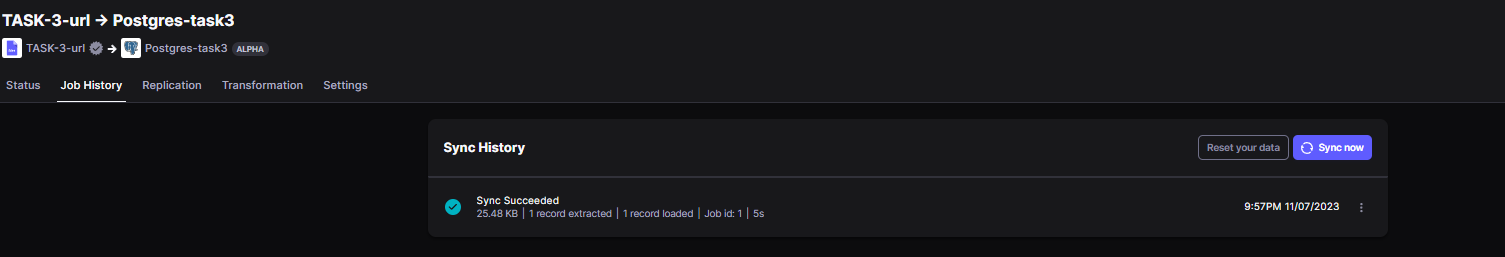 TASK-3-url → Postgres-task3
TASK-3-url → Postgres-task3 ALPHA
Status Job History Replication Transformation Settings
Sync History Reset your data Sync now
Sync Succeeded
25.48 KB | 1 record extracted | 1 record loaded | Job id: 1 | 5s 9:57PM 11/07/2023